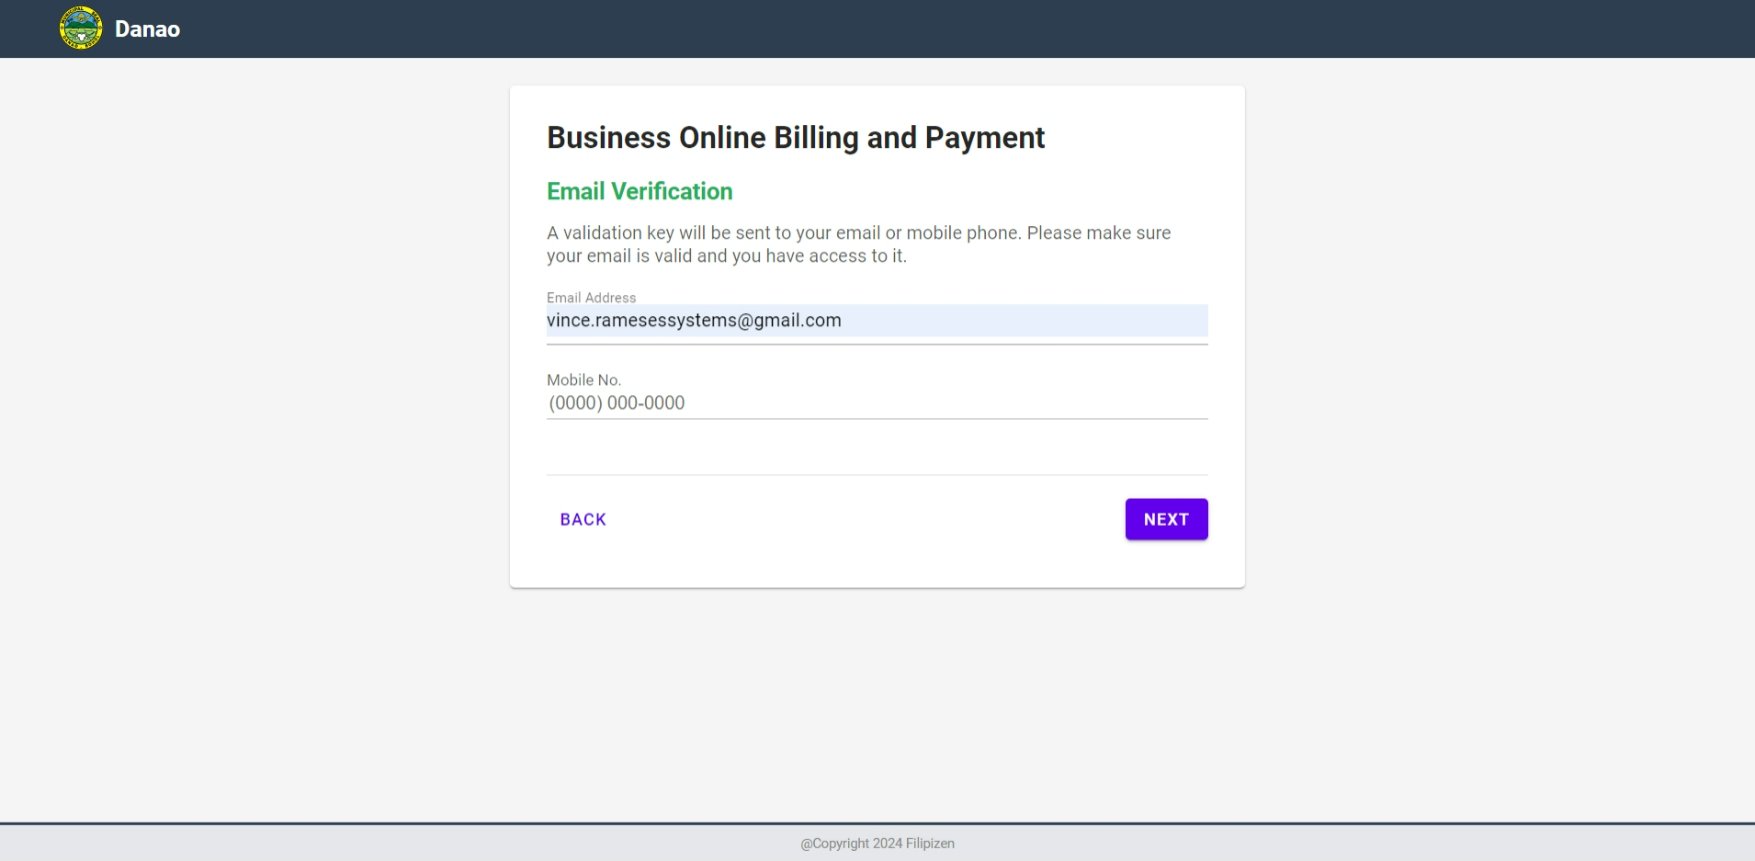 Danao
Business Online Billing and Payment
Email Verification
A validation key will be sent to your email or mobile phone. Please make sure
your email is valid and you have access to it.
Email Address
vince.ramesessystems@gmail.com
Mobile No.
(0000) 000-0000
BACK
NEXT
@Copyright 2024 Filipizen